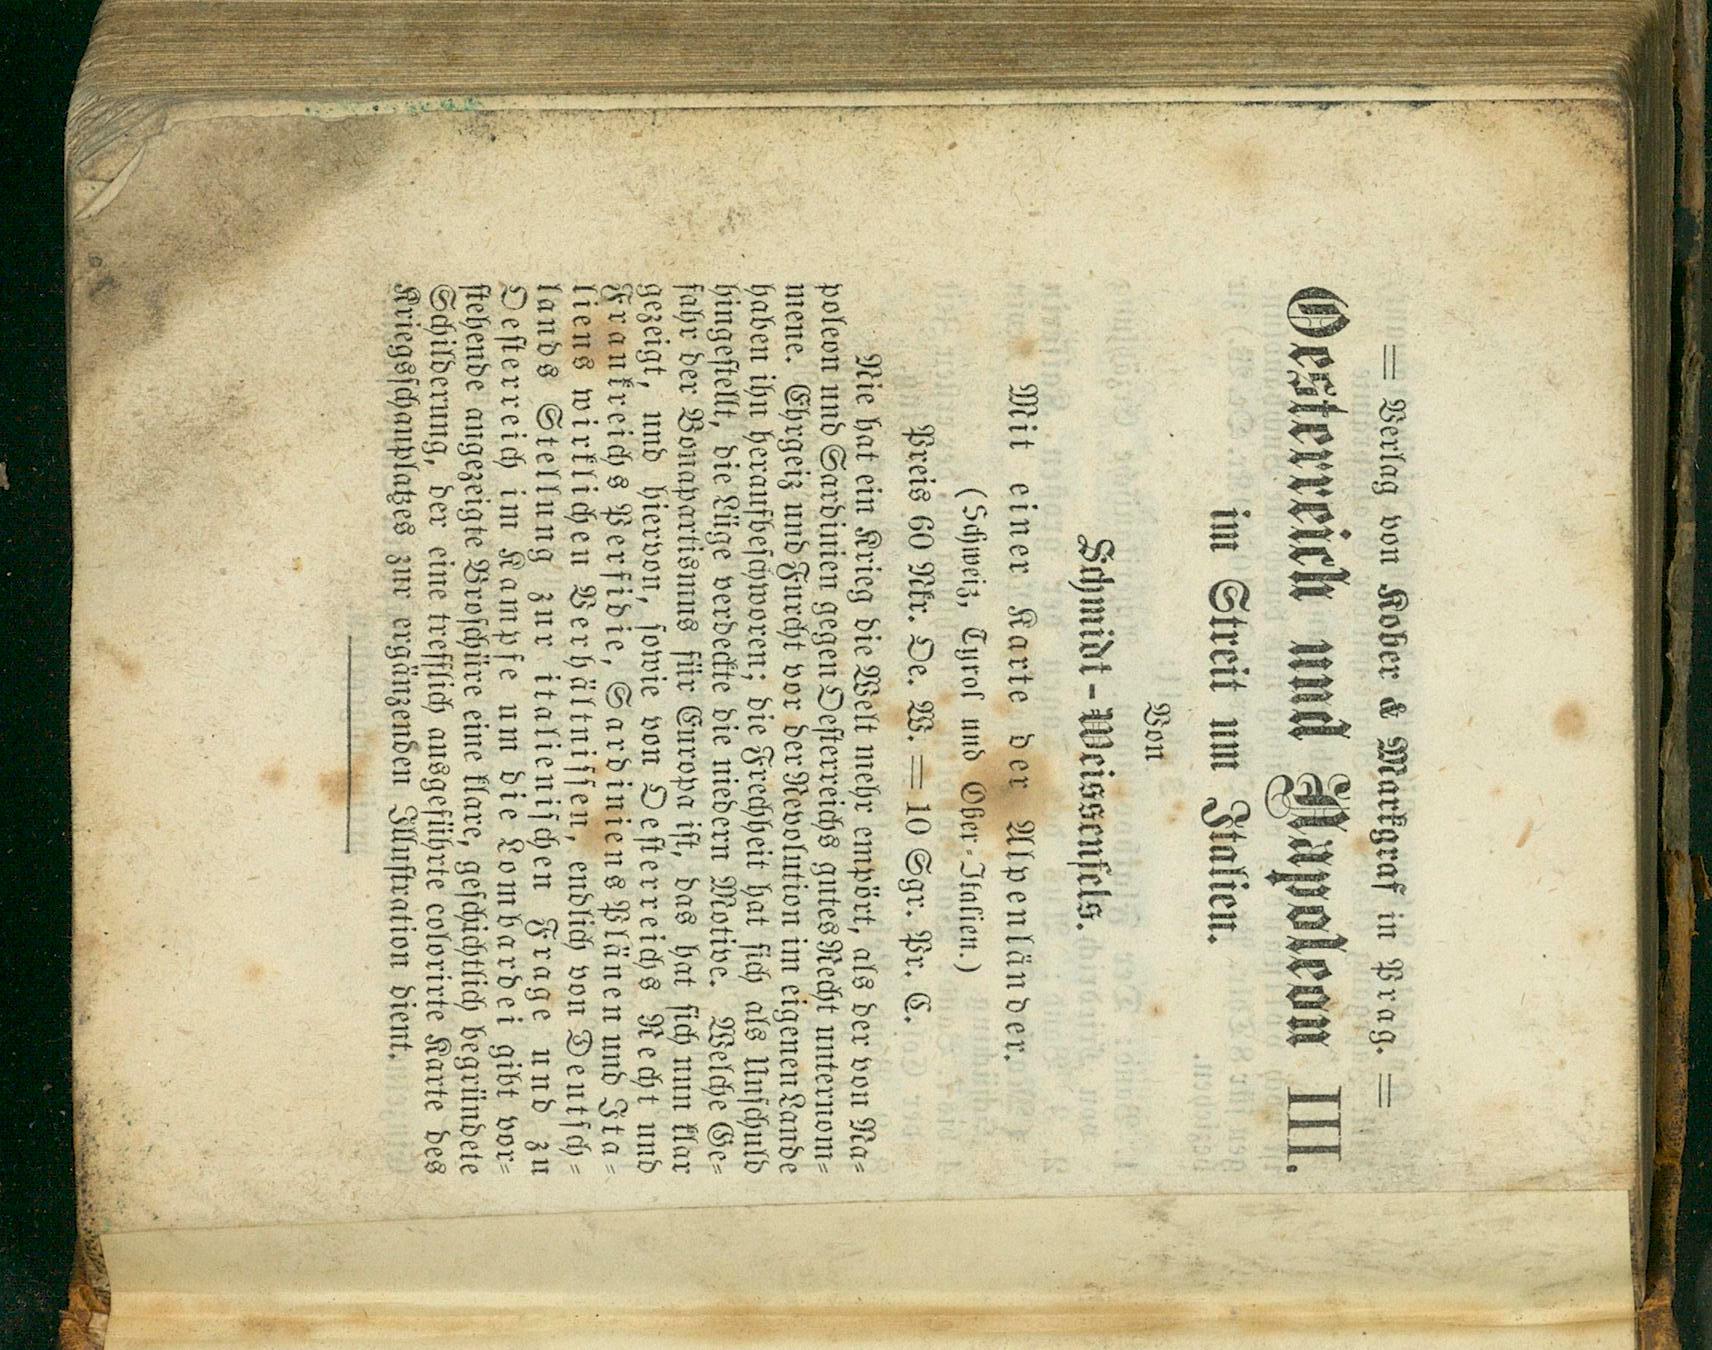 = Verlag von Kober & Markgraf in Prag. =
Oesterreich und Napoleon III.
im Streit um Italien.
Von
Schmidt-Weissenfels.
Mit einer Karte der Alpenländer.
(Schweiz, Tyrol und Ober-Italien.)
Preis 60 Nkr. Oe. W. = 10 Sgr. Pr. C.
Nie hat ein Krieg die Welt mehr empört, als der von Na-
poleon und Sardinien gegen Oesterreichs gutes Recht unternom-
mene. Ehrgeiz und Furcht vor der Revolution im eigenen Lande
haben ihn heraufbeschwooren; die Frechheit hat sich als Unschuld
hingestellt, die Lüge verdeckte die niedern Motive. Welche Ge-
fahr der Bonapartismus für Europa ist, das hat sich nun klar
gezeigt, und hiervon, sowie von Oesterreichs Recht und
Frankreichs Perfidie, Sardiniens Plänen und Ita-
liens wirklichen Verhältnissen, endlich von Deutsch-
lands Stellung zur italienischen Frage und zu
Oesterreich im Kampfe um die Lombardei gibt vor-
stehende angezeigte Broschüre eine klare, geschichtlich begründete
Schilderung, der eine trefflich ausgeführte colorirte Karte des
Kriegsschauplatzes zur ergänzenden Illustration dient.